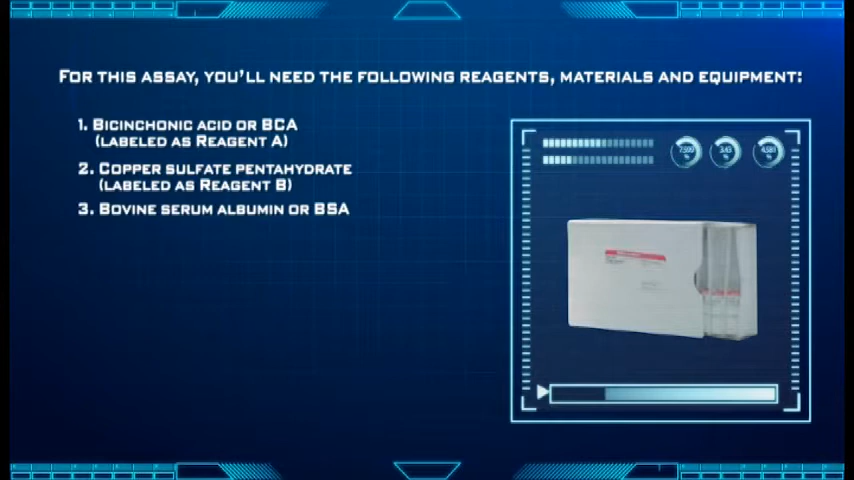 FOR THIS ASSAY, YOU'LL NEED THE FOLLOWING REAGENTS, MATERIALS AND EQUIPMENT:
1. BICINCHONIC ACID OR BCA
(LABELED AS REAGENT A)
2. COPPER SULFATE PENTAHYDRATE
(LABELED AS REAGENT B)
3. BOVINE SERUM ALBUMIN OR BSA